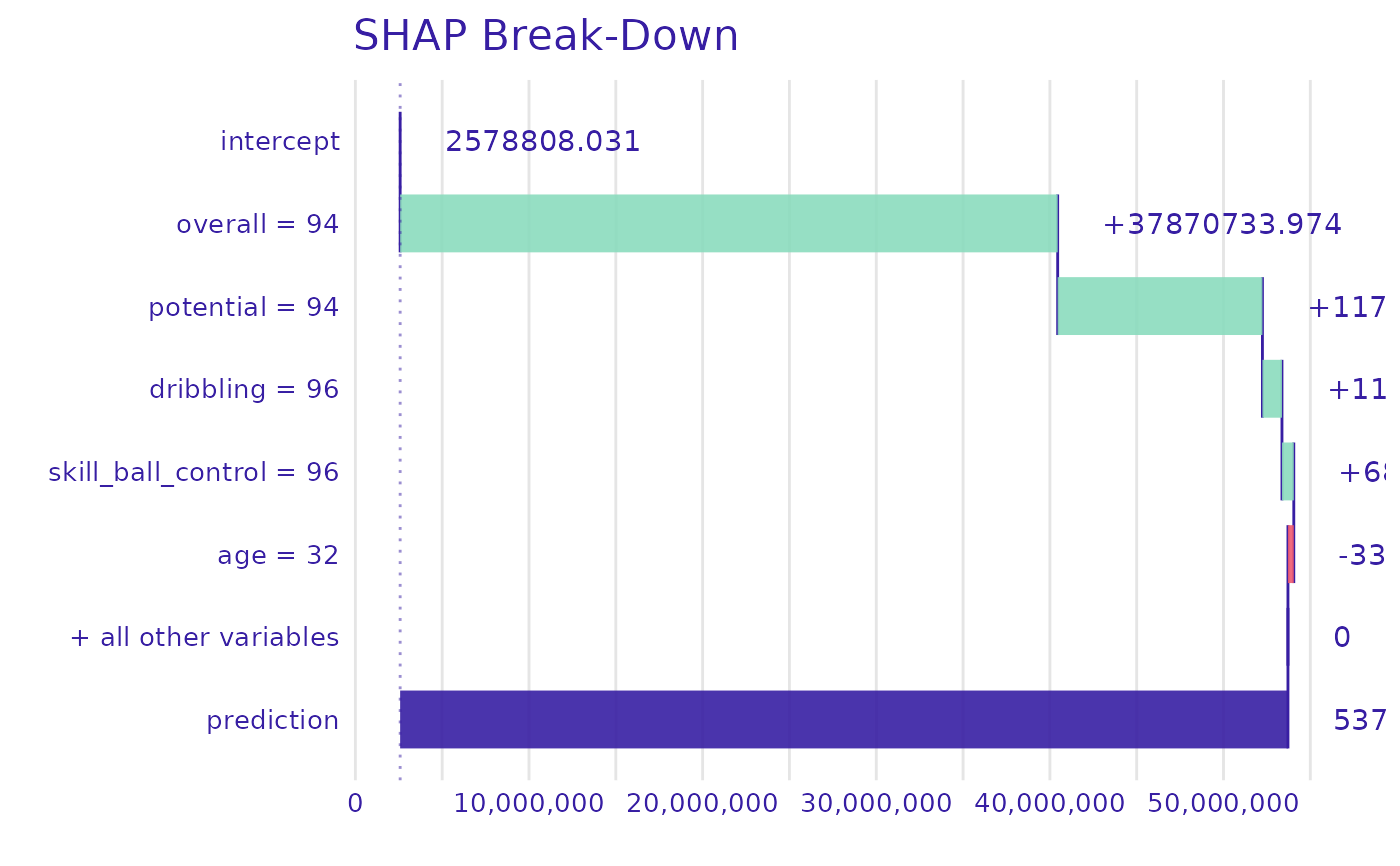 SHAP Break-Down
intercept 2578808.031
overall = 94 +37870733.974
potential = 94 +117
dribbling = 96 +11
skill_ball_control = 96 +68
age = 32 -33
+ all other variables 0
prediction 537
0 10,000,000 20,000,000 30,000,000 40,000,000 50,000,000